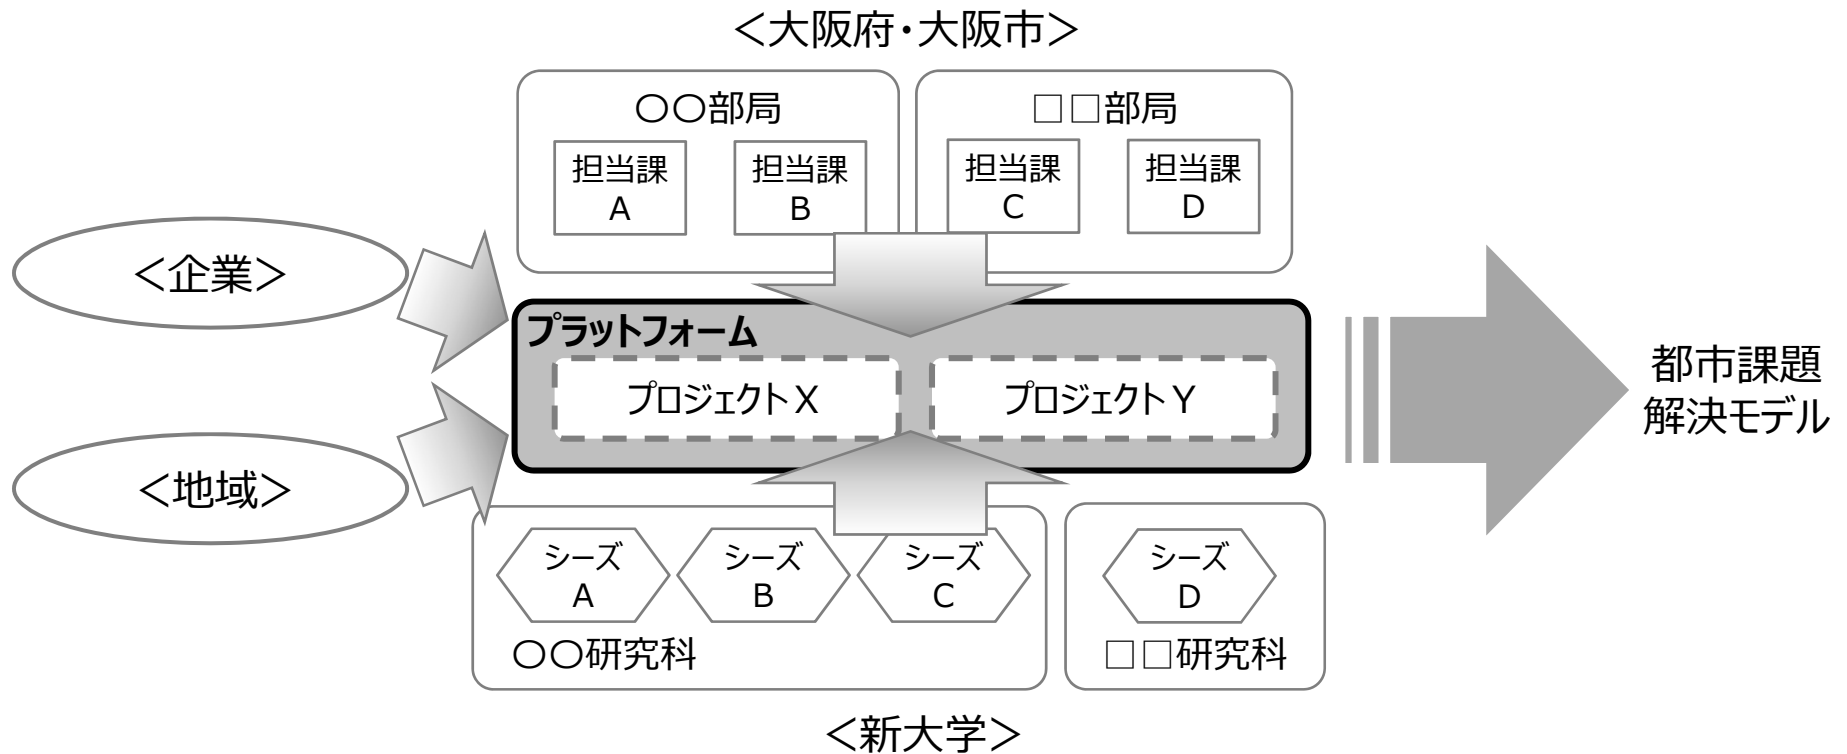 ＜大阪府・大阪市＞
〇〇部局
□□部局
担当課
A
担当課
B
担当課
C
担当課
D
＜企業＞
プラットフォーム
プロジェクトX
プロジェクトY
都市課題
解決モデル
＜地域＞
シーズ
A
シーズ
B
シーズ
C
シーズ
D
〇〇研究科
□□研究科
＜新大学＞